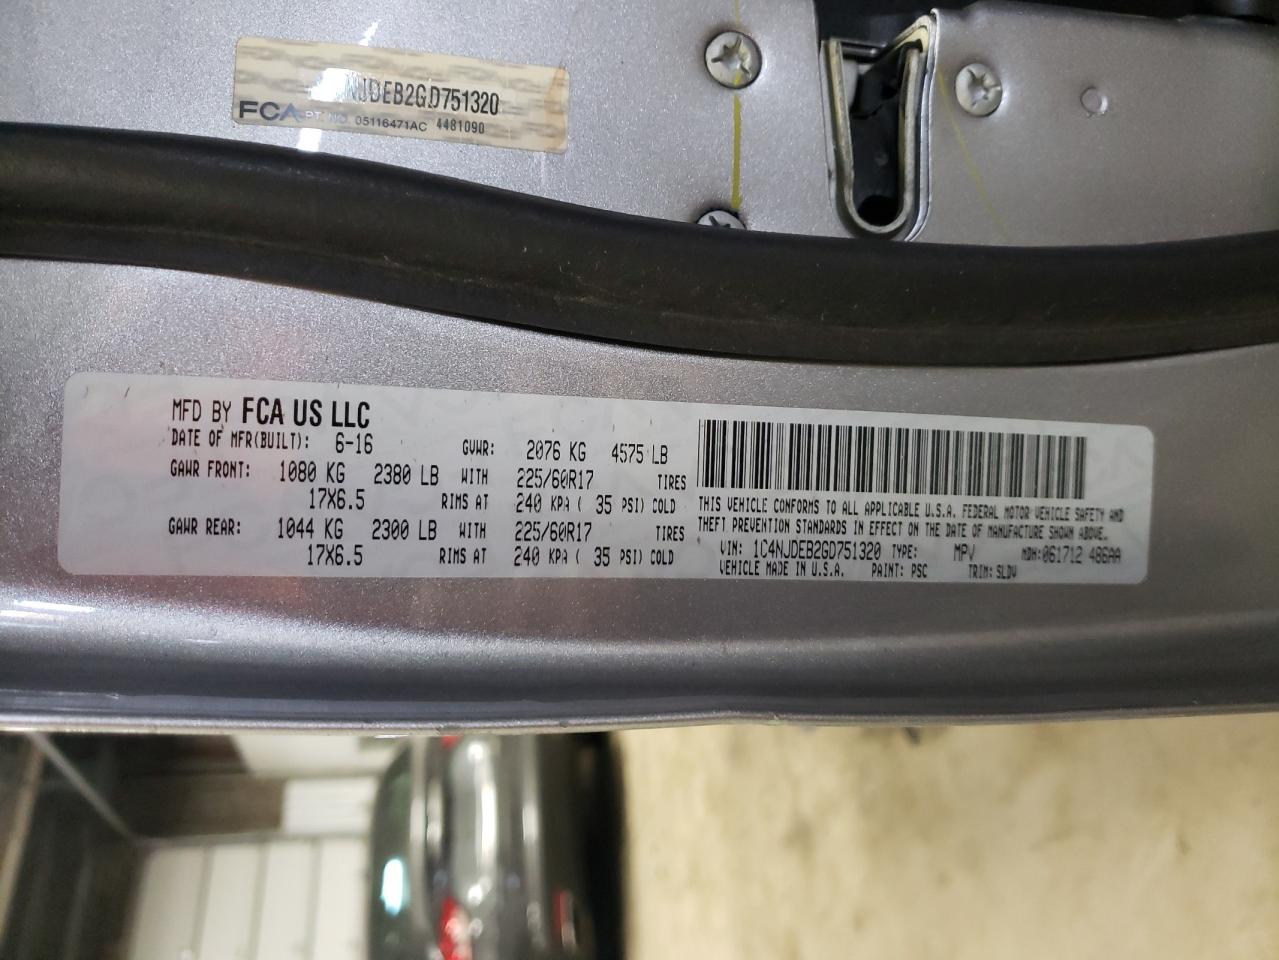 NJDEB2GD751320
FCA PT. NO. 05116471AC 4481090
MFD BY FCA US LLC
DATE OF MFR(BUILT): 6-16 GVWR: 2076 KG 4575 LB
GAWR FRONT: 1080 KG 2380 LB WITH 225/60R17 TIRES
17X6.5 RIMS AT 240 KPA ( 35 PSI) COLD
GAWR REAR: 1044 KG 2300 LB WITH 225/60R17 TIRES
17X6.5 RIMS AT 240 KPA ( 35 PSI) COLD
THIS VEHICLE CONFORMS TO ALL APPLICABLE U.S.A. FEDERAL MOTOR VEHICLE SAFETY AND
THEFT PREVENTION STANDARDS IN EFFECT ON THE DATE OF MANUFACTURE SHOWN ABOVE.
VIN: 1C4NJDEB2GD751320 TYPE: MPV MDH:061712 486AA
VEHICLE MADE IN U.S.A. PAINT: PSC TRIM: SLDV